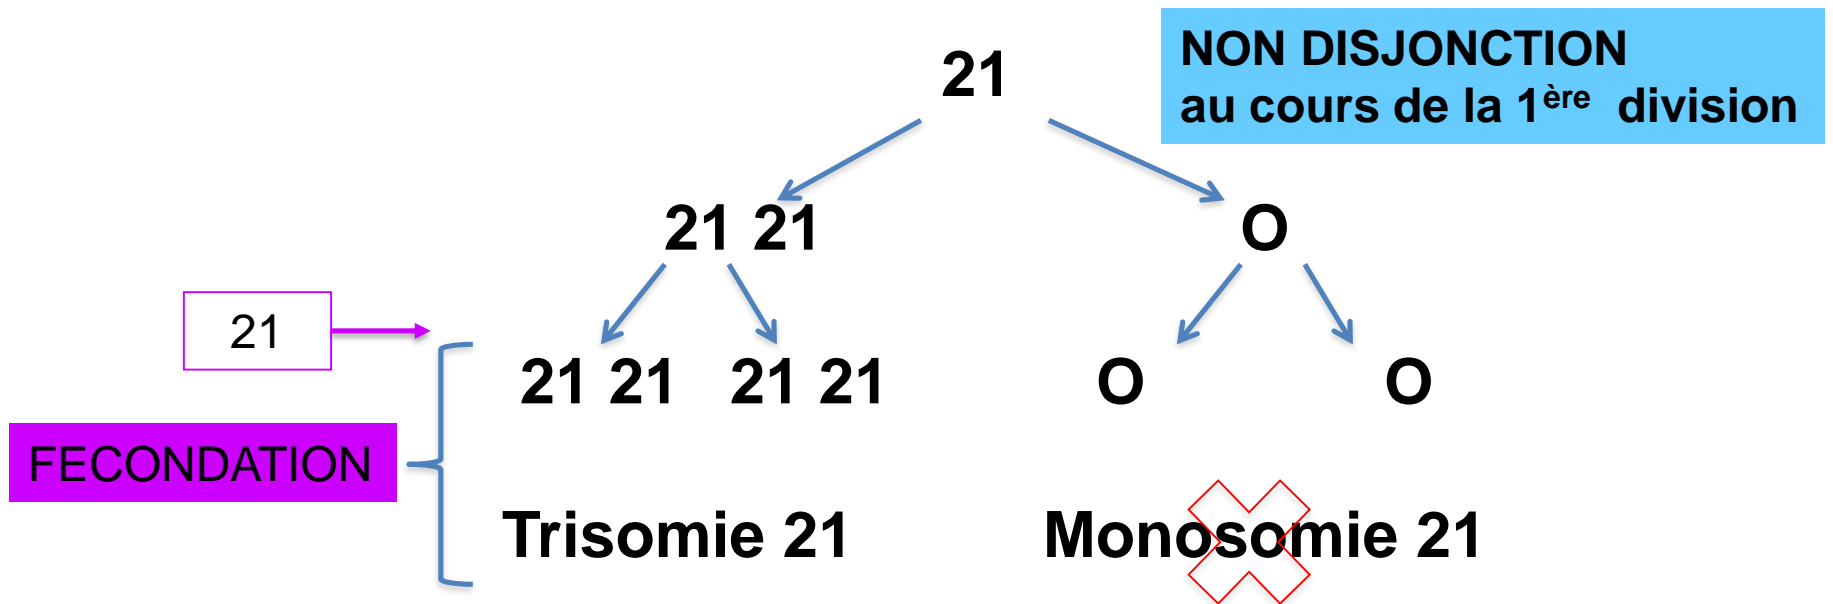 NON DISJONCTION
au cours de la 1ère division
21
21 21
O
21
21 21
21 21
O
O
FECONDATION
Trisomie 21
Monosomie 21